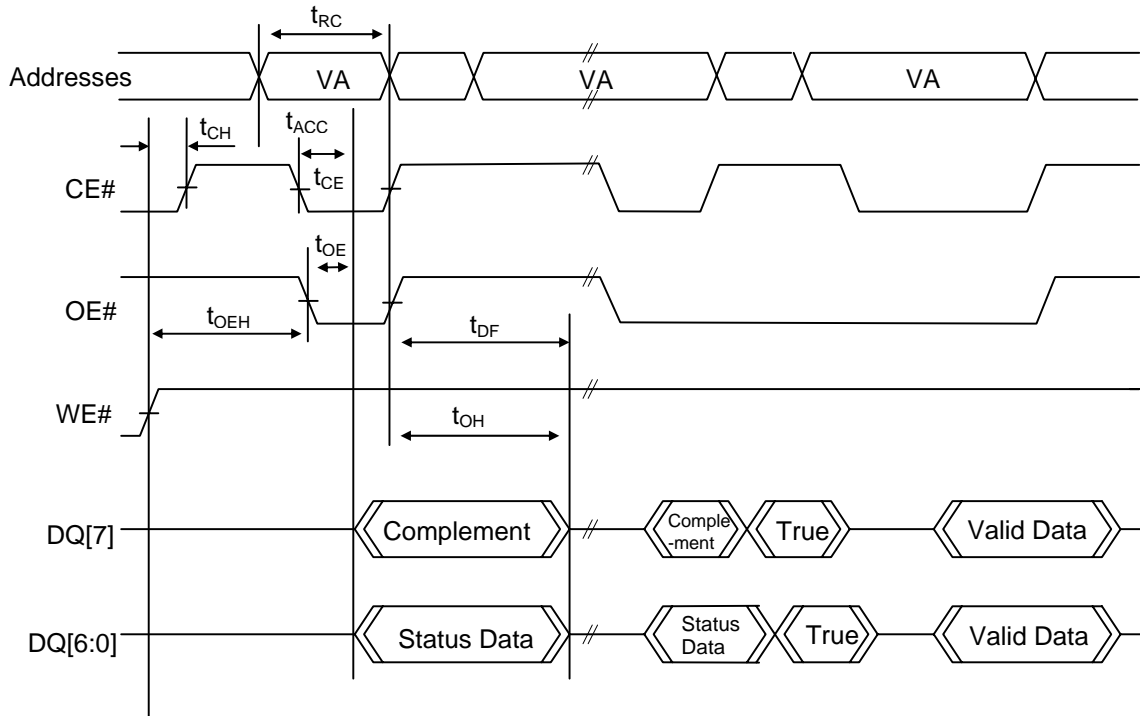 tRC
Addresses VA VA VA
tCH tACC
CE# tCE
tOE
OE#
tOEH tDF
WE#
tOH
DQ[7] Complement Comple
-ment True Valid Data
DQ[6:0] Status Data Status
Data True Valid Data